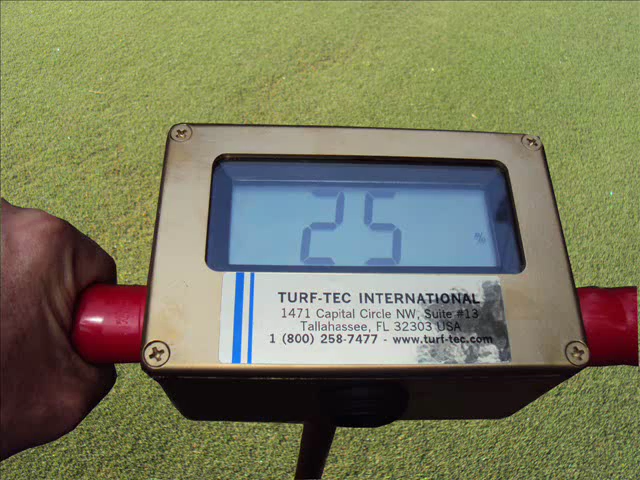 25 %
TURF-TEC INTERNATIONAL
1471 Capital Circle NW, Suite #13
Tallahassee, FL 32303 USA
1 (800) 258-7477 - www.turf-tec.com